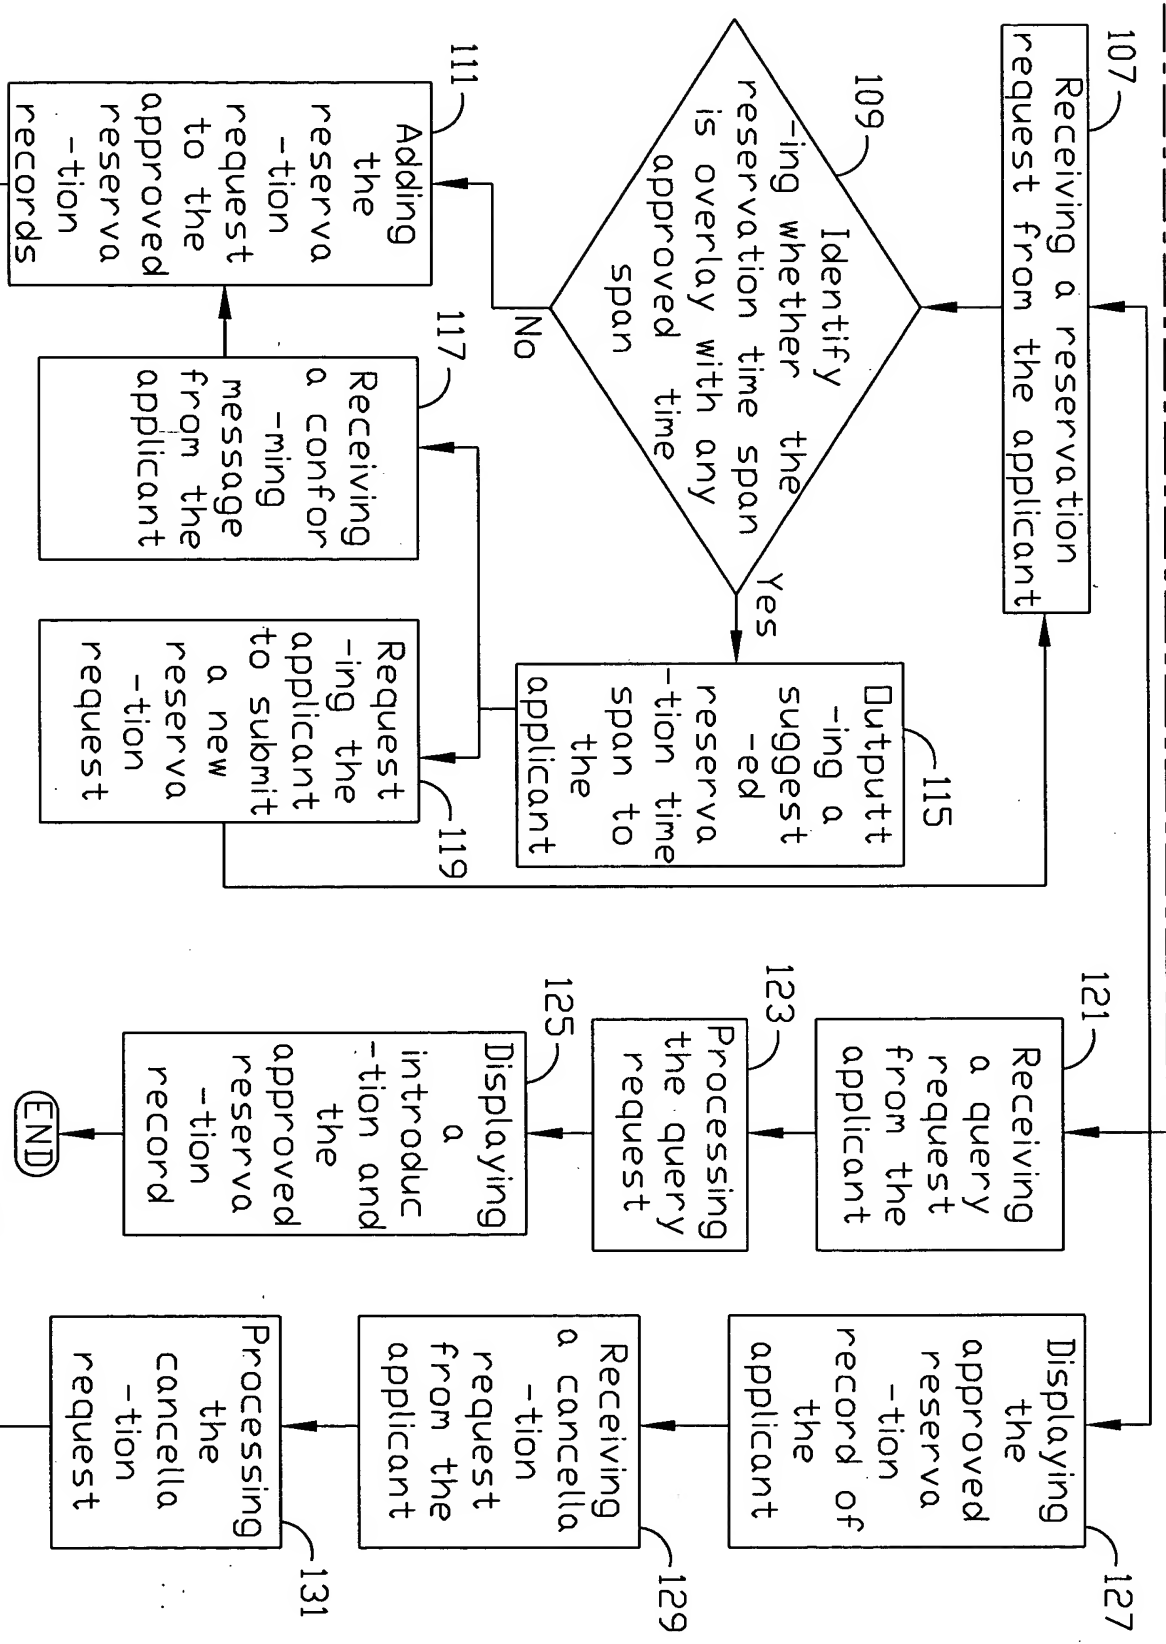 107
Receiving a reservation
request from the applicant
109
Identify
-ing whether the
reservation time span
is overlay with any
approved time
span
Yes
No
111
Adding
the
reserva
-tion
request
to the
approved
reserva
-tion
records
115
Outputt
-ing a
suggest
-ed
reserva
-tion time
span to
the
applicant
117
Receiving
a confor
-ming
message
from the
applicant
119
Request
-ing the
applicant
to submit
a new
reserva
-tion
request
121
Receiving
a query
request
from the
applicant
123
Processing
the query
request
125
Displaying
a
introduc
-tion and
the
approved
reserva
-tion
record
END
127
Displaying
the
approved
reserva
-tion
record of
the
applicant
129
Receiving
a cancella
-tion
request
from the
applicant
131
Processing
the
cancella
-tion
request